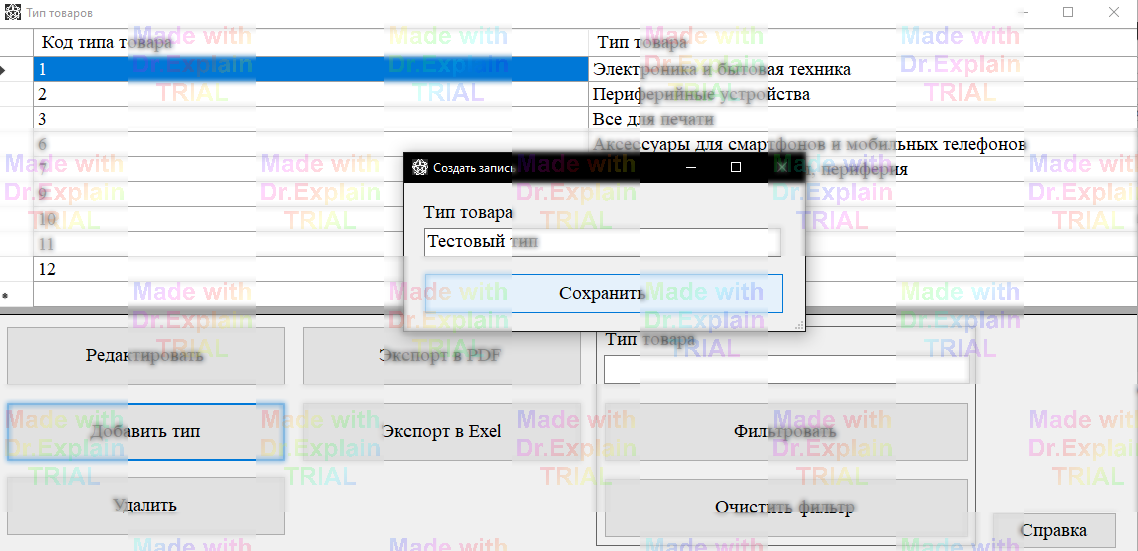 Тип товаров
Код типа товара Тип товара
1 Электроника и бытовая техника
2 Периферийные устройства
3 Все для печати
6 Аксессуары для смартфонов и мобильных телефонов
7 периферия
9
10
11
12
*
Создать запись
Тип товара
Тестовый тип
Сохранить
Редактировать
Экспорт в PDF
Тип товара
Добавить тип
Экспорт в Exel
Фильтровать
Удалить
Очистить фильтр
Справка
Made with
Dr.Explain
TRIAL